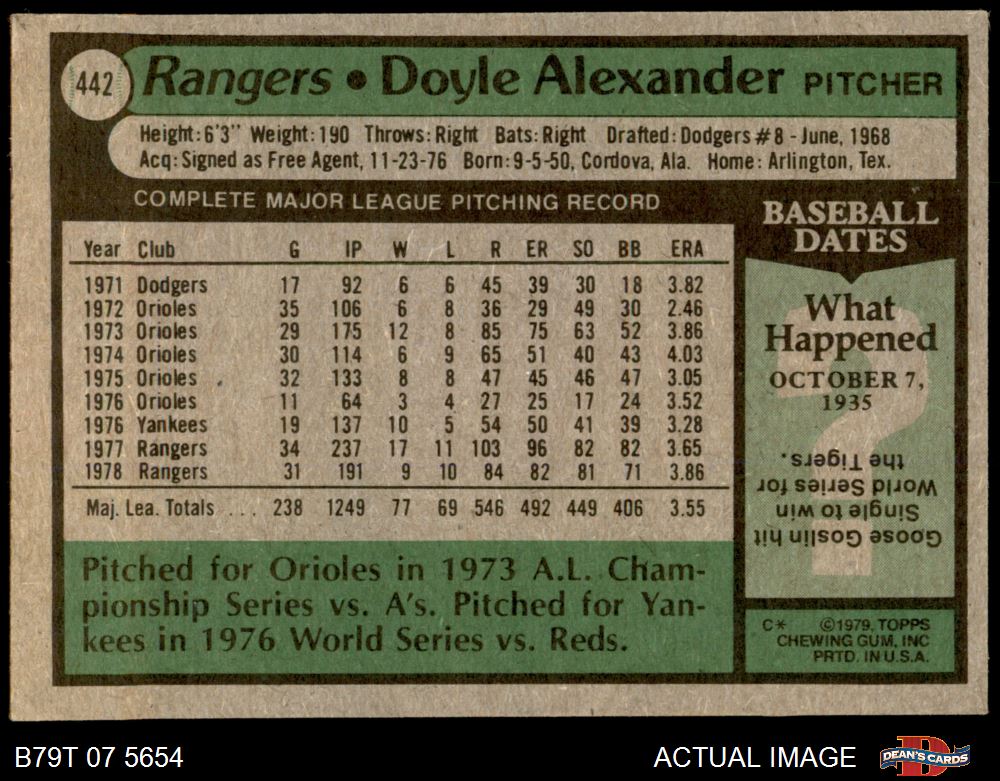 442 Rangers • Doyle Alexander PITCHER
Height: 6'3" Weight: 190 Throws: Right Bats: Right Drafted: Dodgers #8 - June, 1968
Acq: Signed as Free Agent, 11-23-76 Born: 9-5-50, Cordova, Ala. Home: Arlington, Tex.
COMPLETE MAJOR LEAGUE PITCHING RECORD
Year Club G IP W L R ER SO BB ERA
1971 Dodgers 17 92 6 6 45 39 30 18 3.82
1972 Orioles 35 106 6 8 36 29 49 30 2.46
1973 Orioles 29 175 12 8 85 75 63 52 3.86
1974 Orioles 30 114 6 9 65 51 40 43 4.03
1975 Orioles 32 133 8 8 47 45 46 47 3.05
1976 Orioles 11 64 3 4 27 25 17 24 3.52
1976 Yankees 19 137 10 5 54 50 41 39 3.28
1977 Rangers 34 237 17 11 103 96 82 82 3.65
1978 Rangers 31 191 9 10 84 82 81 71 3.86
Maj. Lea. Totals ... 238 1249 77 69 546 492 449 406 3.55
Pitched for Orioles in 1973 A.L. Cham-
pionship Series vs. A's. Pitched for Yan-
kees in 1976 World Series vs. Reds.
BASEBALL
DATES
What
Happened
OCTOBER 7,
1935
Goose Goslin hit
Single to win
World Series for
the Tigers.
C* ©1979, TOPPS
CHEWING GUM, INC
PRTD. IN U.S.A.
B79T 07 5654
ACTUAL IMAGE
D
DEAN'S CARDS